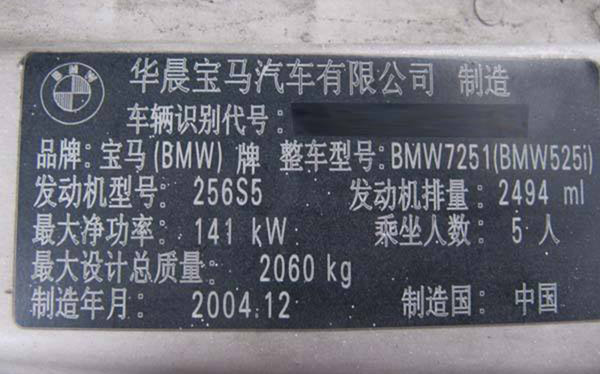 BMW
华晨宝马汽车有限公司 制造
车辆识别代号:
品牌: 宝马(BMW) 牌 整车型号: BMW7251(BMW525i)
发动机型号: 256S5 发动机排量: 2494 ml
最大净功率: 141 kW 乘坐人数: 5 人
最大设计总质量: 2060 kg
制造年月: 2004.12 制造国: 中国